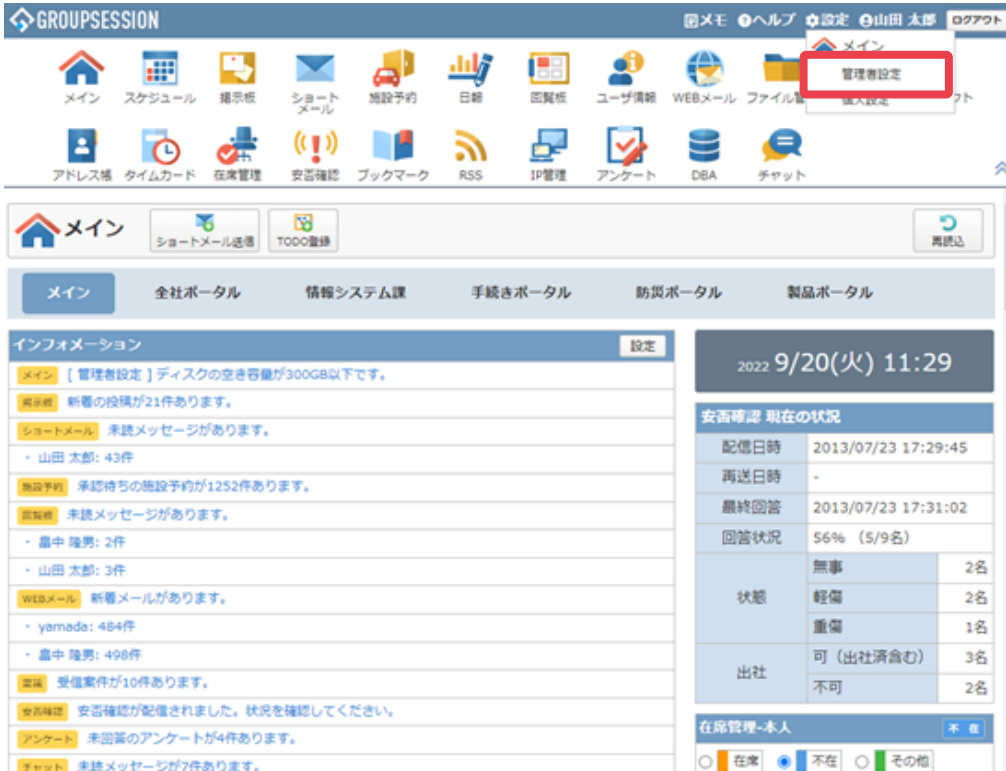 GROUPSESSION
メモ ヘルプ 設定 山田 太郎 ログアウト
メイン
管理者設定
個人設定
メイン スケジュール 掲示板 ショートメール 施設予約 日報 回覧板 ユーザ情報 WEBメール ファイル管
アドレス帳 タイムカード 在席管理 安否確認 ブックマーク RSS IP管理 アンケート DBA チャット
メイン ショートメール送信 TODO登録 再読込
メイン 全社ポータル 情報システム課 手続きポータル 防災ポータル 製品ポータル
インフォメーション 設定
メイン [ 管理者設定 ] ディスクの空き容量が300GB以下です。
掲示板 新着の投稿が21件あります。
ショートメール 未読メッセージがあります。
・ 山田 太郎: 43件
施設予約 承認待ちの施設予約が1252件あります。
回覧板 未読メッセージがあります。
・ 畠中 隆男: 2件
・ 山田 太郎: 3件
WEBメール 新着メールがあります。
・ yamada: 484件
・ 畠中 隆男: 498件
稟議 受信案件が10件あります。
安否確認 安否確認が配信されました。状況を確認してください。
アンケート 未回答のアンケートが4件あります。
チャット 未読メッセージが7件あります。
2022 9/20(火) 11:29
安否確認 現在の状況
配信日時 2013/07/23 17:29:45
再送日時 -
最終回答 2013/07/23 17:31:02
回答状況 56% (5/9名)
状態 無事 2名
軽傷 2名
重傷 1名
出社 可 (出社済含む) 3名
不可 2名
在席管理-本人 不 在
在席 不在 その他